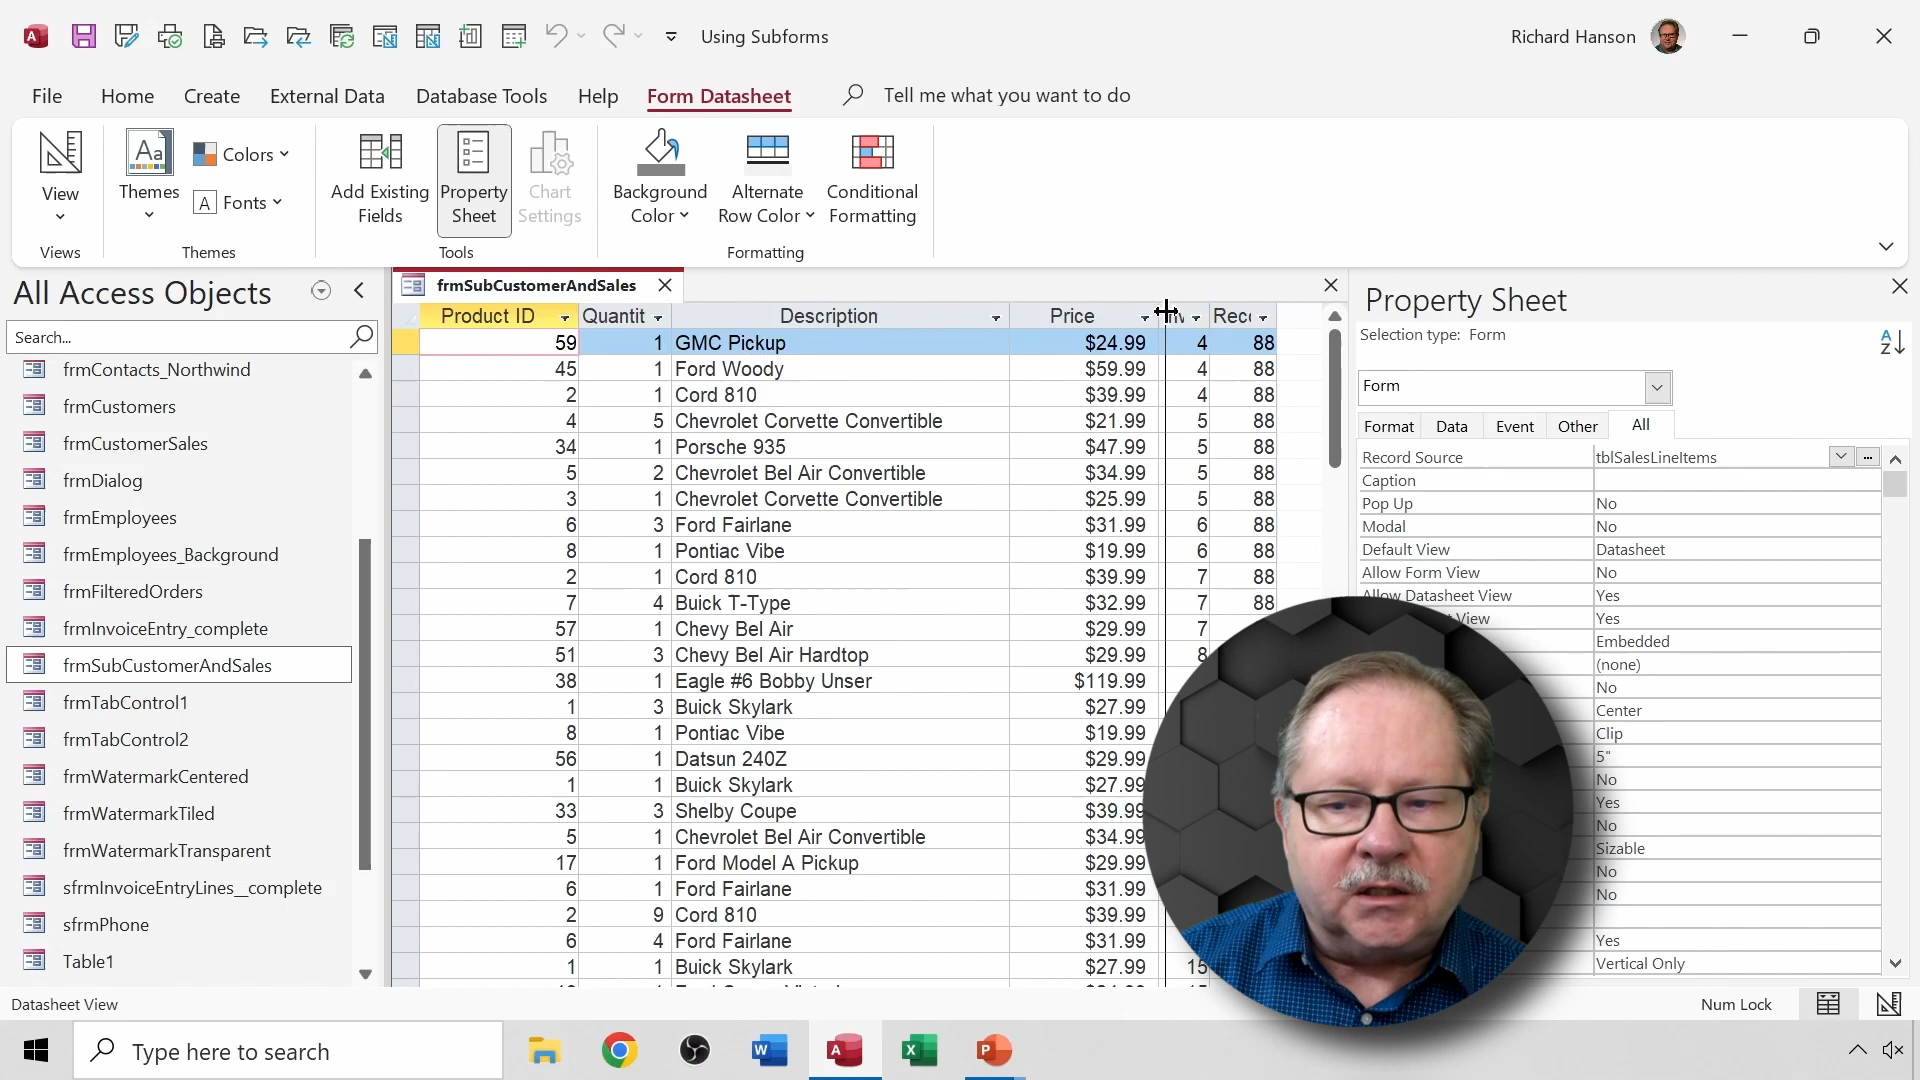 Using Subforms
Richard Hanson
File
Home
Create
External Data
Database Tools
Help
Form Datasheet
Tell me what you want to do
View
Views
Themes
Colors
Fonts
Themes
Add Existing
Fields
Property
Sheet
Chart
Settings
Tools
Background
Color
Alternate
Row Color
Conditional
Formatting
Formatting
All Access Objects
Search...
frmContacts_Northwind
frmCustomers
frmCustomerSales
frmDialog
frmEmployees
frmEmployees_Background
frmFilteredOrders
frmInvoiceEntry_complete
frmSubCustomerAndSales
frmTabControl1
frmTabControl2
frmWatermarkCentered
frmWatermarkTiled
frmWatermarkTransparent
sfrmInvoiceEntryLines__complete
sfrmPhone
Table1
frmSubCustomerAndSales
Product ID Quantit Description Price Rec
59 1 GMC Pickup $24.99 4 88
45 1 Ford Woody $59.99 4 88
2 1 Cord 810 $39.99 4 88
4 5 Chevrolet Corvette Convertible $21.99 5 88
34 1 Porsche 935 $47.99 5 88
5 2 Chevrolet Bel Air Convertible $34.99 5 88
3 1 Chevrolet Corvette Convertible $25.99 5 88
6 3 Ford Fairlane $31.99 6 88
8 1 Pontiac Vibe $19.99 6 88
2 1 Cord 810 $39.99 7 88
7 4 Buick T-Type $32.99 7 88
57 1 Chevy Bel Air $29.99 7
51 3 Chevy Bel Air Hardtop $29.99 8
38 1 Eagle #6 Bobby Unser $119.99
1 3 Buick Skylark $27.99
8 1 Pontiac Vibe $19.99
56 1 Datsun 240Z $29.99
1 1 Buick Skylark $27.99
33 3 Shelby Coupe $39.99
5 1 Chevrolet Bel Air Convertible $34.99
17 1 Ford Model A Pickup $29.99
6 1 Ford Fairlane $31.99
2 9 Cord 810 $39.99
6 4 Ford Fairlane $31.99
1 1 Buick Skylark $27.99 15
Property Sheet
Selection type: Form
Form
Format Data Event Other All
Record Source tblSalesLineItems
Caption
Pop Up No
Modal No
Default View Datasheet
Allow Form View No
Allow Datasheet View Yes
View Yes
Embedded
(none)
No
Center
Clip
5"
No
Yes
No
Sizable
No
No
Yes
Vertical Only
Datasheet View
Num Lock
Type here to search